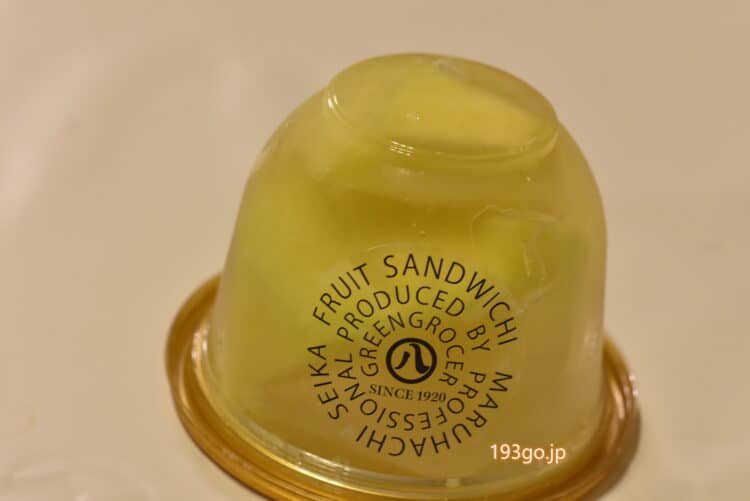 FRUIT SANDWICHI MARUHACHI SEIKA
PRODUCED BY PROFESSIONAL
GREENGROCER
八
SINCE 1920
193go.jp